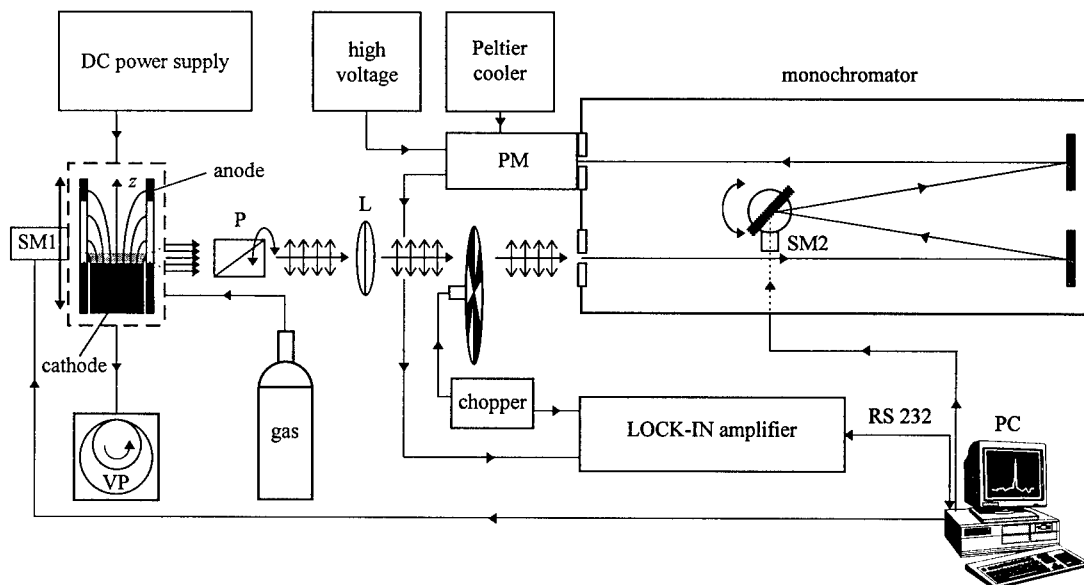 DC power supply
high
voltage
Peltier
cooler
monochromator
PM
anode
z
P
L
SM1
SM2
cathode
chopper
RS 232
PC
gas
LOCK-IN amplifier
VP